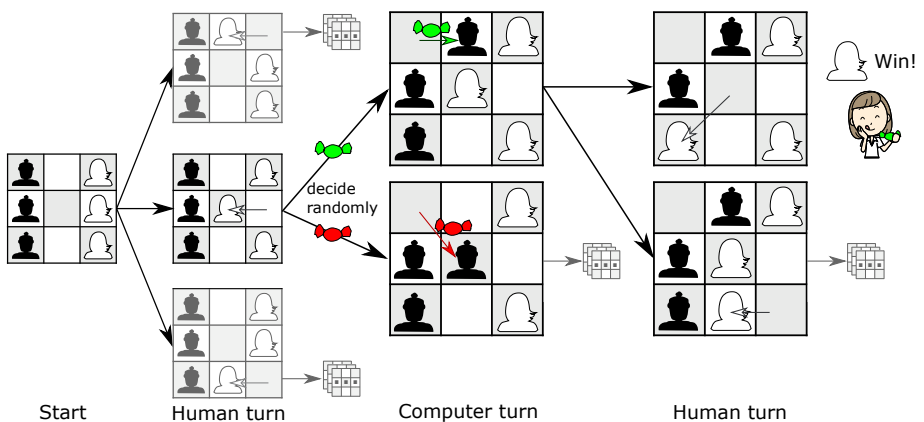 Win!
decide
randomly
Start
Human turn
Computer turn
Human turn